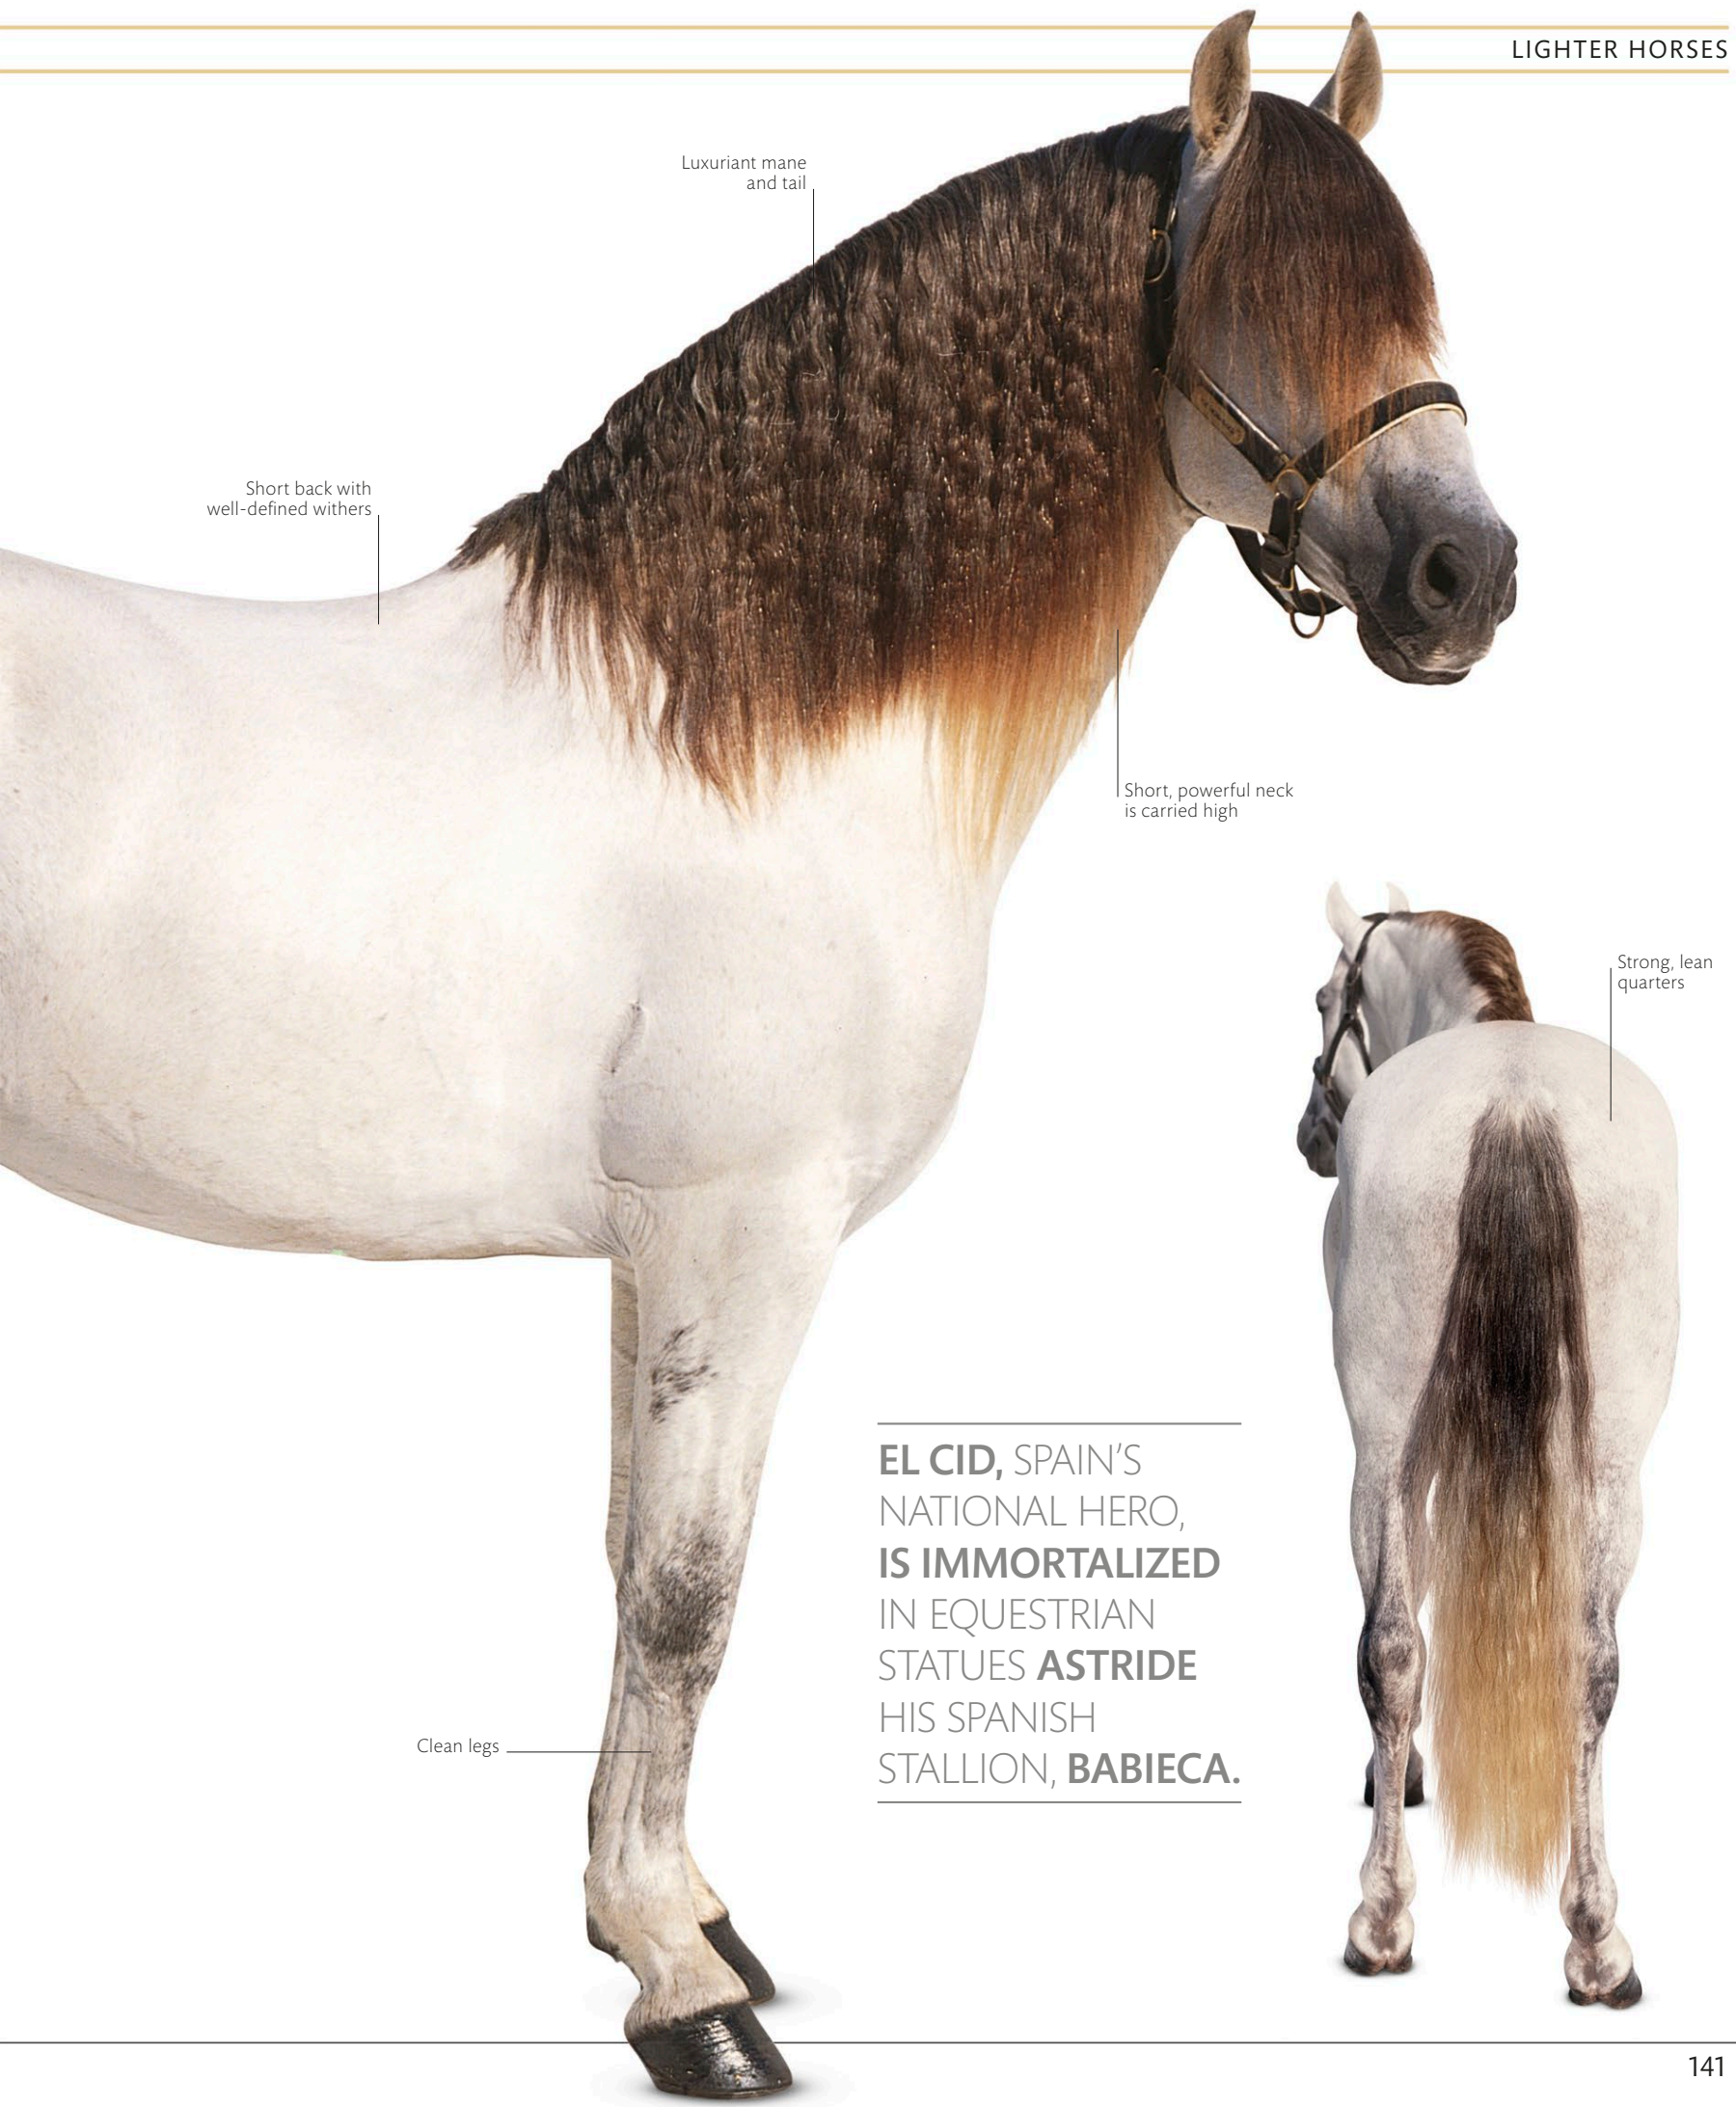 LIGHTER HORSES
Luxuriant mane
and tail
Short back with
well-defined withers
Short, powerful neck
is carried high
Strong, lean
quarters
EL CID, SPAIN’S
NATIONAL HERO,
IS IMMORTALIZED
IN EQUESTRIAN
STATUES ASTRIDE
HIS SPANISH
STALLION, BABIECA.
Clean legs
141